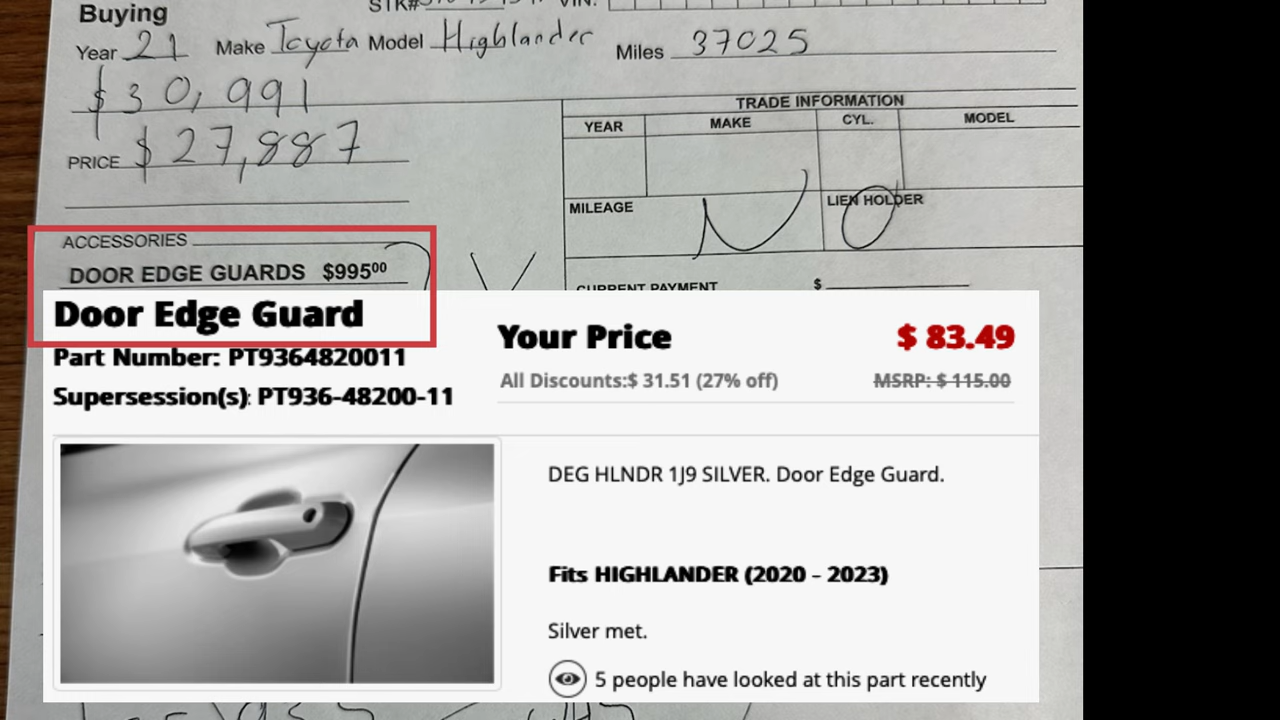 STK# VIN:
Buying
Year 21 Make Toyota Model Highlander Miles 37025
$30,991
PRICE $27,887
TRADE INFORMATION
YEAR MAKE CYL. MODEL
MILEAGE NO LIEN HOLDER
ACCESSORIES
DOOR EDGE GUARDS $995⁰⁰
CURRENT PAYMENT $
Door Edge Guard
Part Number: PT9364820011
Supersession(s): PT936-48200-11
Your Price $ 83.49
All Discounts:$ 31.51 (27% off) MSRP: $ 115.00
DEG HLNDR 1J9 SILVER. Door Edge Guard.
Fits HIGHLANDER (2020 - 2023)
Silver met.
5 people have looked at this part recently